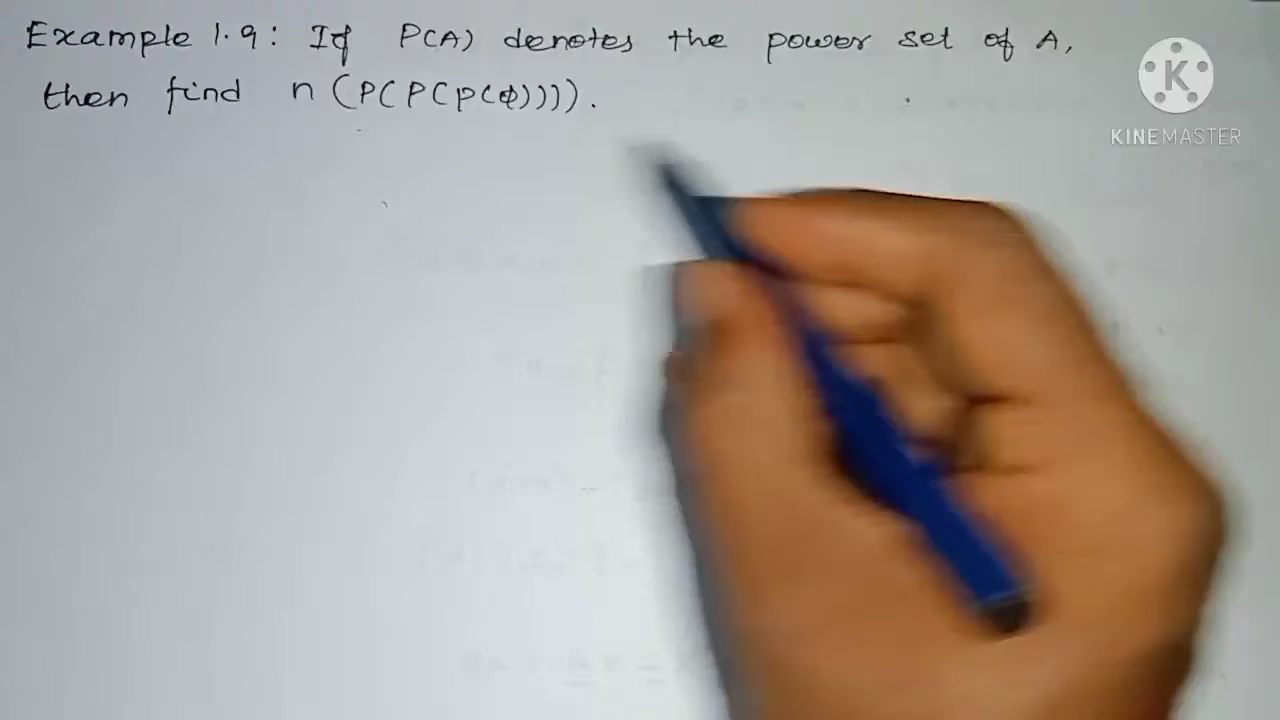 Example 1.9: If P(A) denotes the power set of A,
then find n (P(P(P(φ)))).
K
KINEMASTER